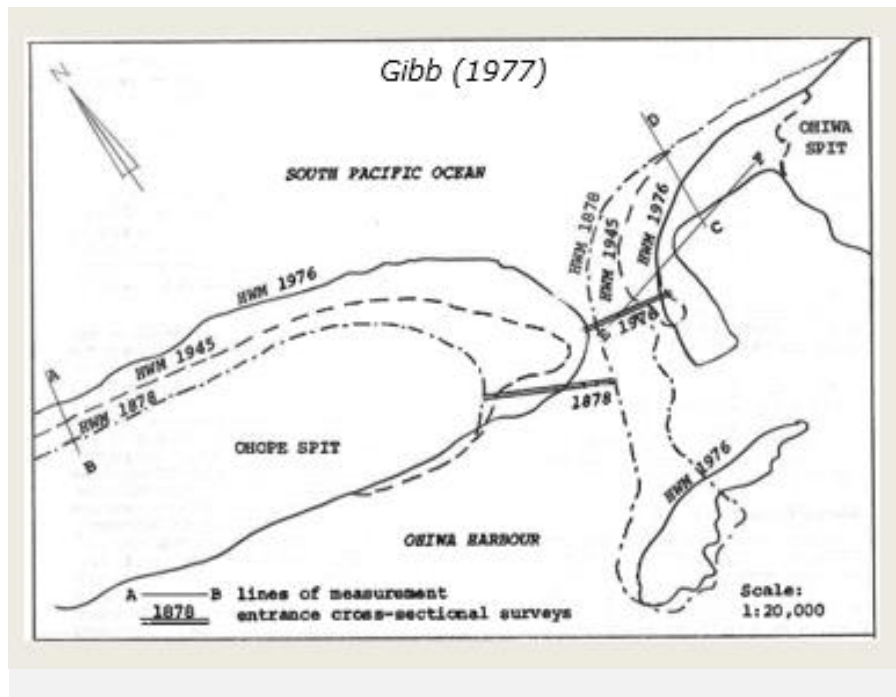 Gibb (1977)
N
SOUTH PACIFIC OCEAN
OHIWA
SPIT
D
F
C
HWM 1878
HWM 1945
HWM 1976
HWM 1976
HWM 1945
HWM 1878
A
B
E
1976
1878
OHOPE SPIT
HWM 1976
OHIWA HARBOUR
A B lines of measurement
1878 entrance cross-sectional surveys
Scale:
1:20,000